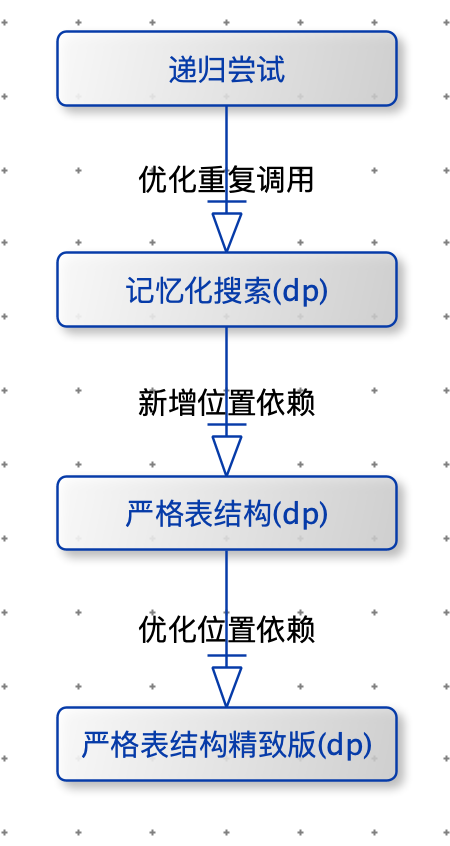 递归尝试
优化重复调用
记忆化搜索(dp)
新增位置依赖
严格表结构(dp)
优化位置依赖
严格表结构精致版(dp)